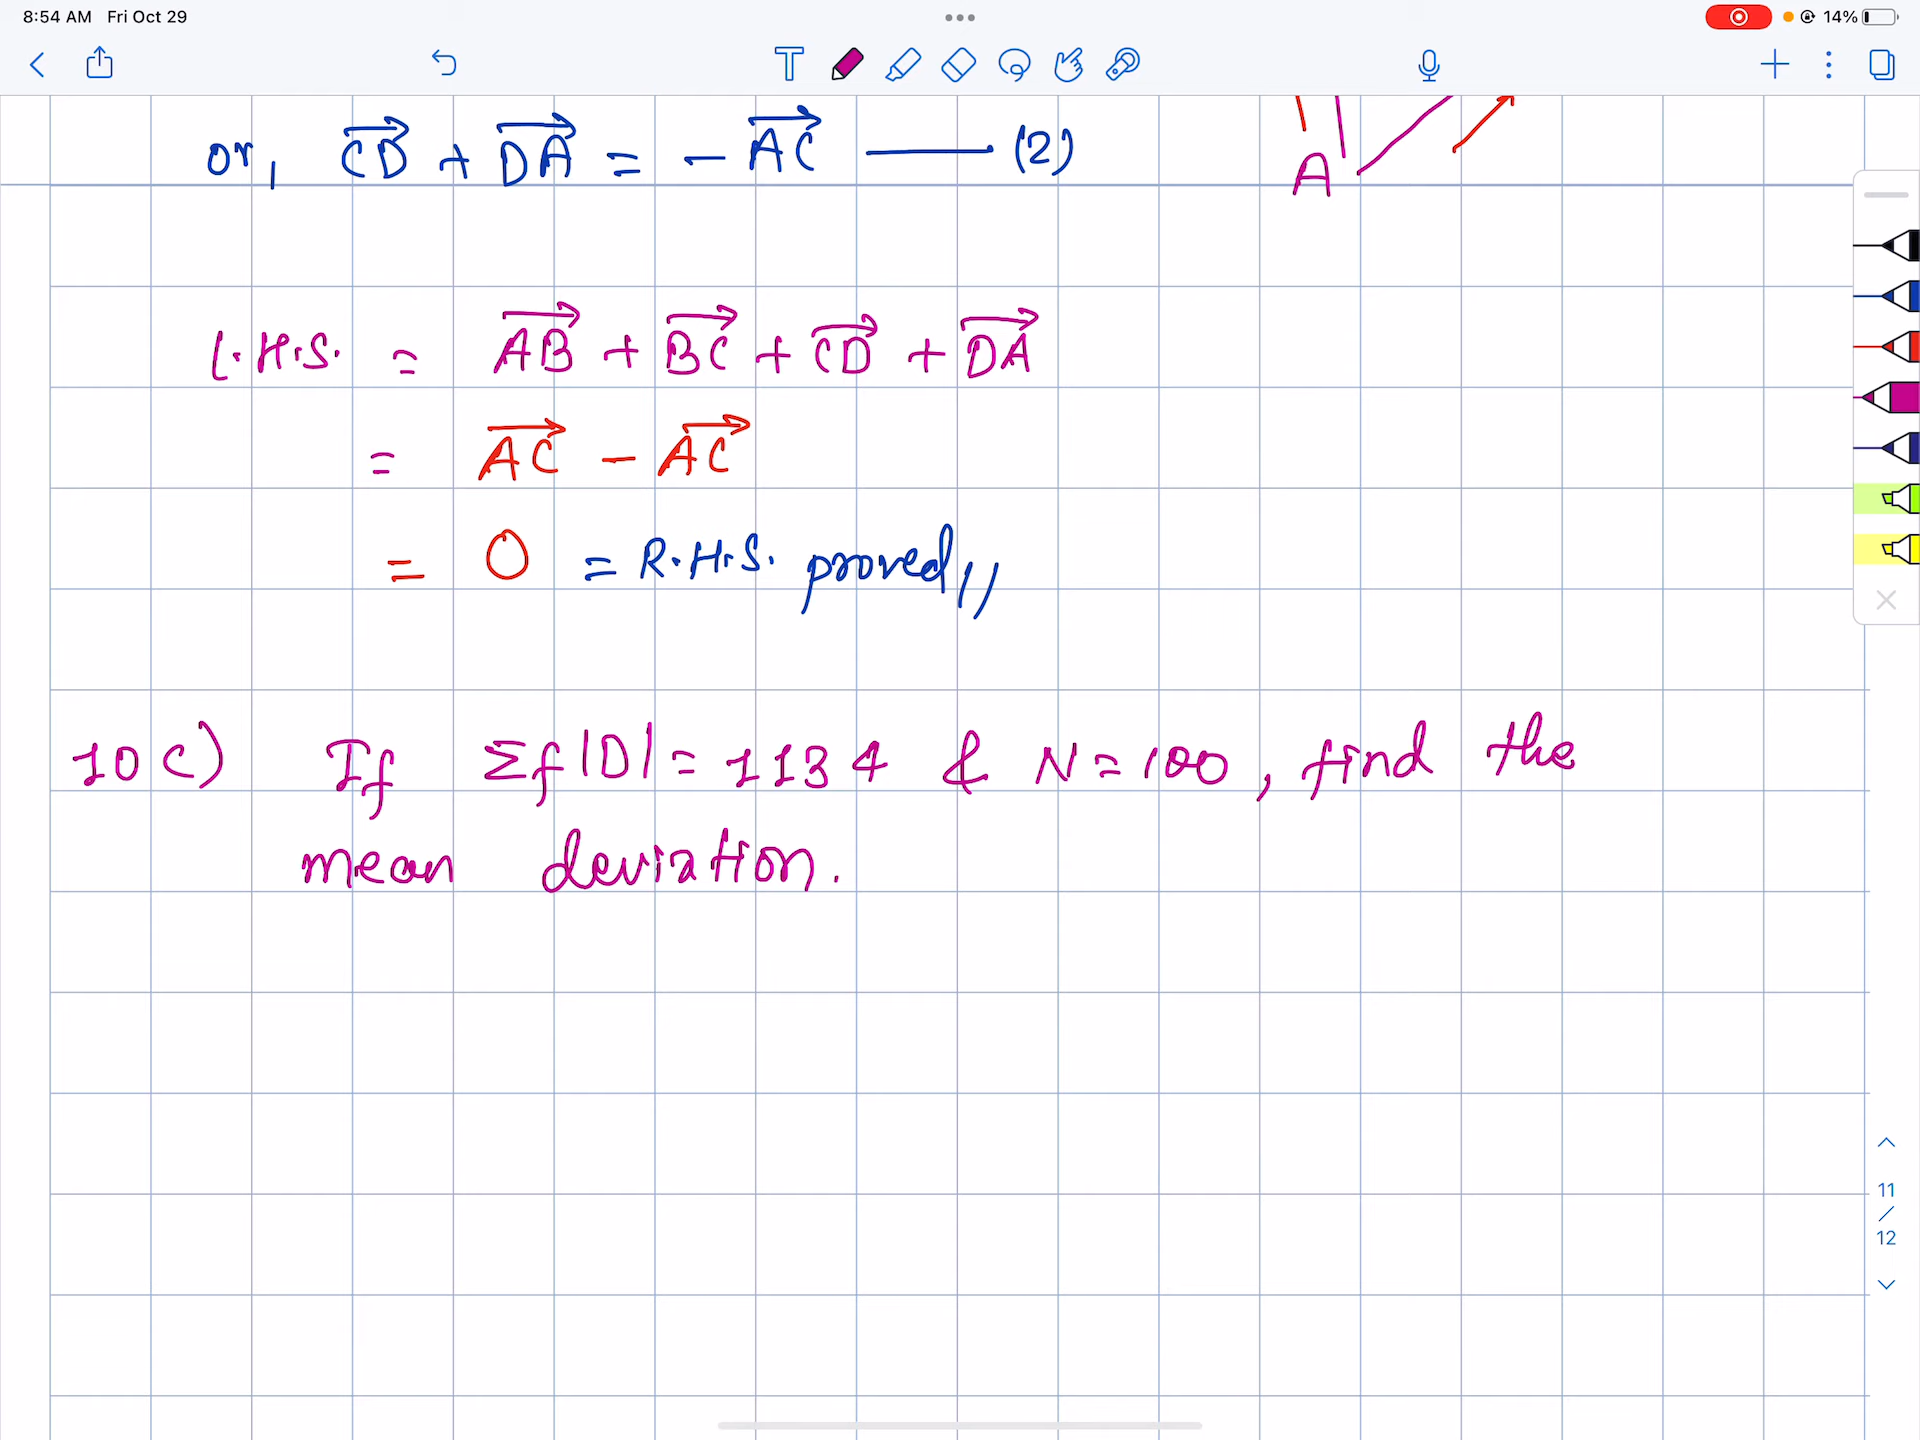 8:54 AM Fri Oct 29
14%
or, CD + DA = - AC —— (2)
A
L.H.S. = AB + BC + CD + DA
= AC - AC
= 0 = R.H.S. proved,,
10 c) If Σf|D| = 1134 & N = 100, find the
mean deviation.
11
/
12